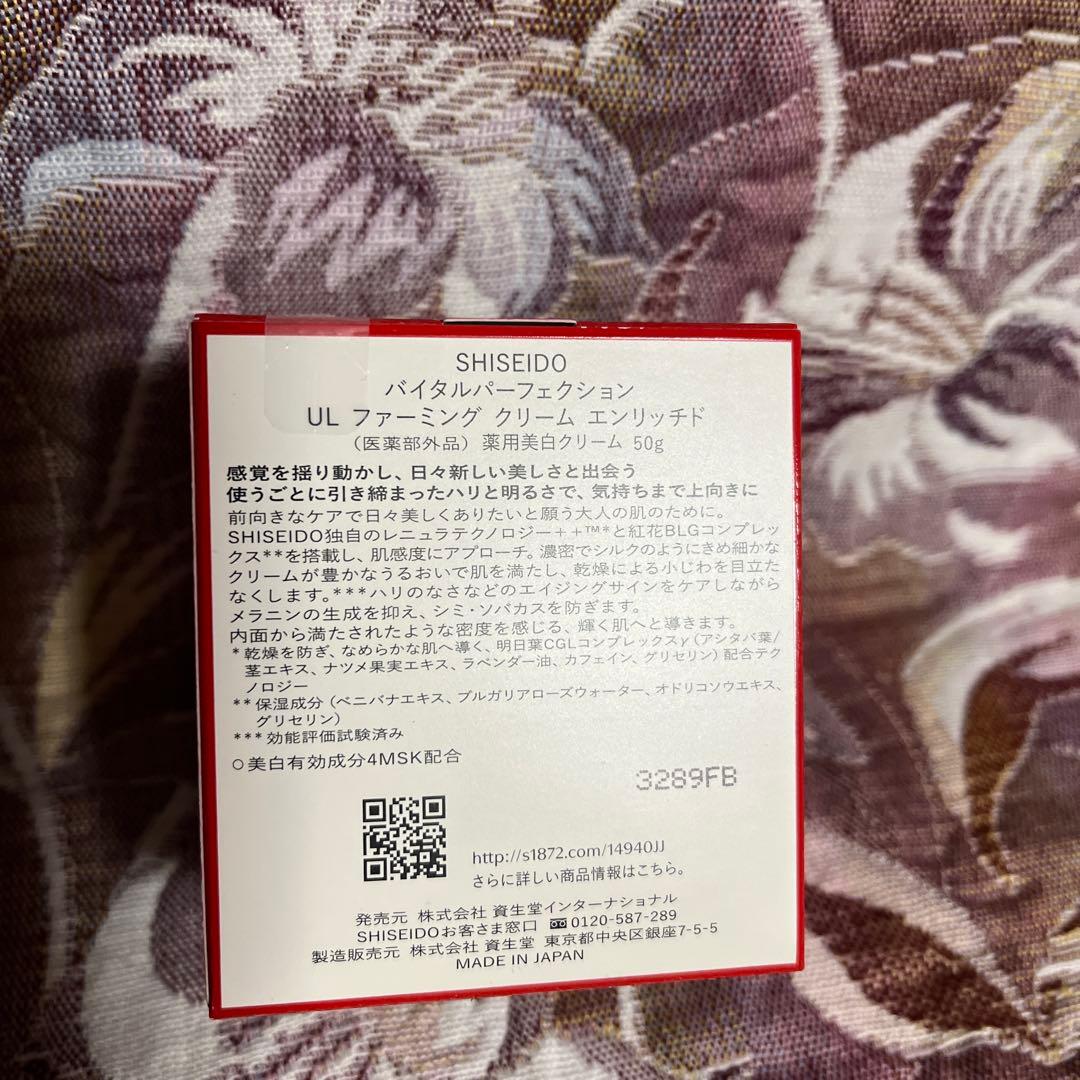 SHISEIDO
バイタルパーフェクション
UL ファーミング クリーム エンリッチド
(医薬部外品) 薬用美白クリーム 50g
感覚を揺り動かし、日々新しい美しさと出会う
使うごとに引き締まったハリと明るさで、気持ちまで上向きに
前向きなケアで日々美しくありたいと願う大人の肌のために。
SHISEIDO独自のレニュラテクノロジー++™*と紅花BLGコンプレッ
クス**を搭載し、肌感度にアプローチ。濃密でシルクのようにきめ細かな
クリームが豊かなうるおいで肌を満たし、乾燥による小じわを目立た
なくします。***ハリのなさなどのエイジングサインをケアしながら
メラニンの生成を抑え、シミ・ソバカスを防ぎます。
内面から満たされたような密度を感じる、輝く肌へと導きます。
*乾燥を防ぎ、なめらかな肌へ導く、明日葉CGLコンプレックスγ(アシタバ葉/
茎エキス、ナツメ果実エキス、ラベンダー油、カフェイン、グリセリン)配合テク
ノロジー
**保湿成分(ベニバナエキス、ブルガリアローズウォーター、オドリコソウエキス、
グリセリン)
***効能評価試験済み
○美白有効成分4MSK配合
3289FB
http://s1872.com/14940JJ
さらに詳しい商品情報はこちら。
発売元 株式会社 資生堂インターナショナル
SHISEIDOお客さま窓口 0120-587-289
製造販売元 株式会社 資生堂 東京都中央区銀座7-5-5
MADE IN JAPAN